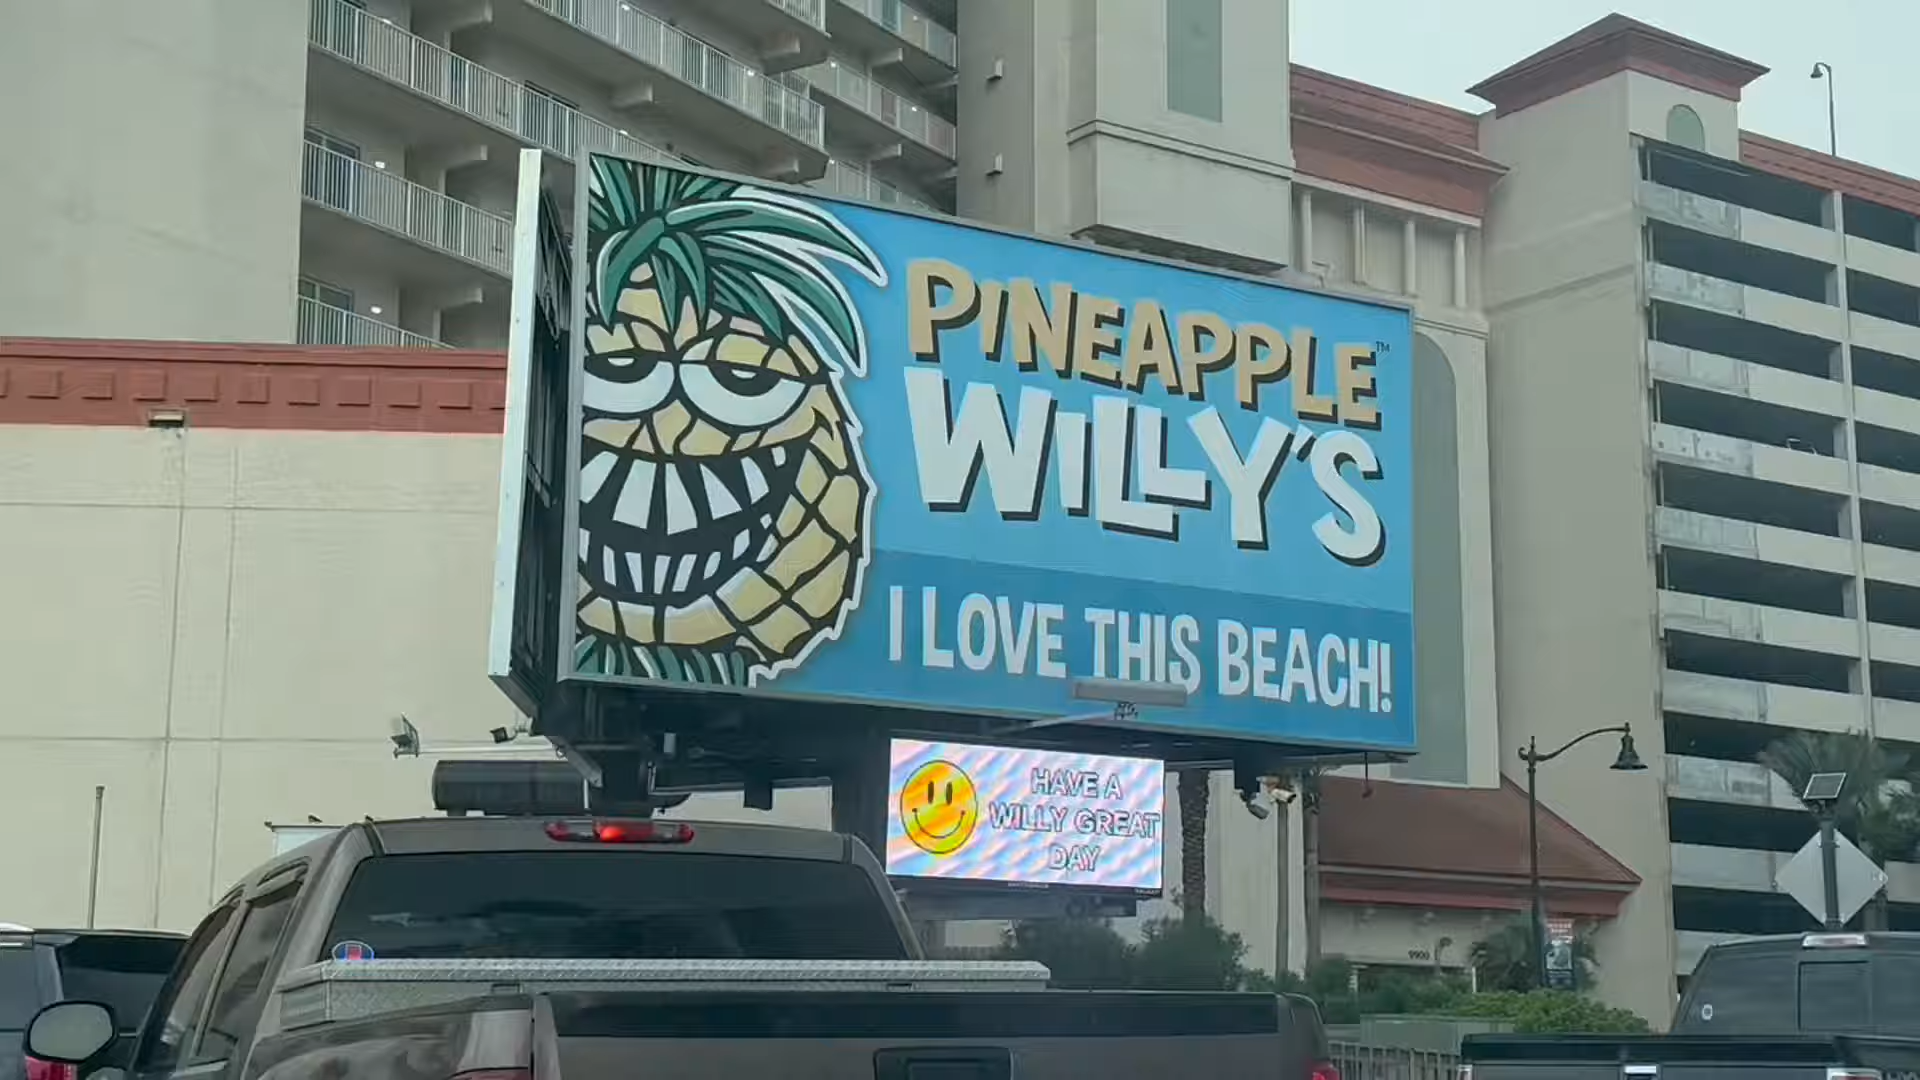 PINEAPPLE™
WILLY'S
I LOVE THIS BEACH!
HAVE A
WILLY GREAT
DAY
9900